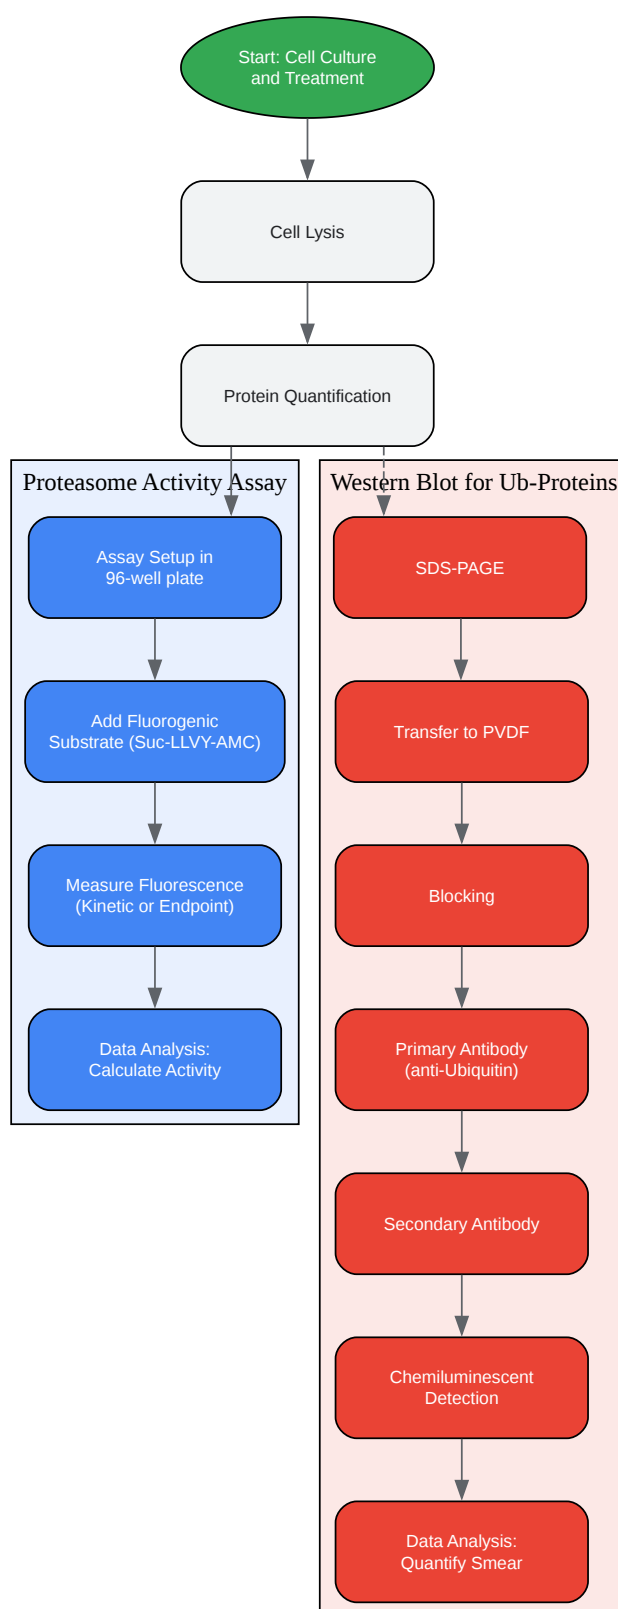 Start: Cell Culture
and Treatment
Cell Lysis
Protein Quantification
Proteasome Activity Assay
Assay Setup in
96-well plate
Add Fluorogenic
Substrate (Suc-LLVY-AMC)
Measure Fluorescence
(Kinetic or Endpoint)
Data Analysis:
Calculate Activity
Western Blot for Ub-Proteins
SDS-PAGE
Transfer to PVDF
Blocking
Primary Antibody
(anti-Ubiquitin)
Secondary Antibody
Chemiluminescent
Detection
Data Analysis:
Quantify Smear